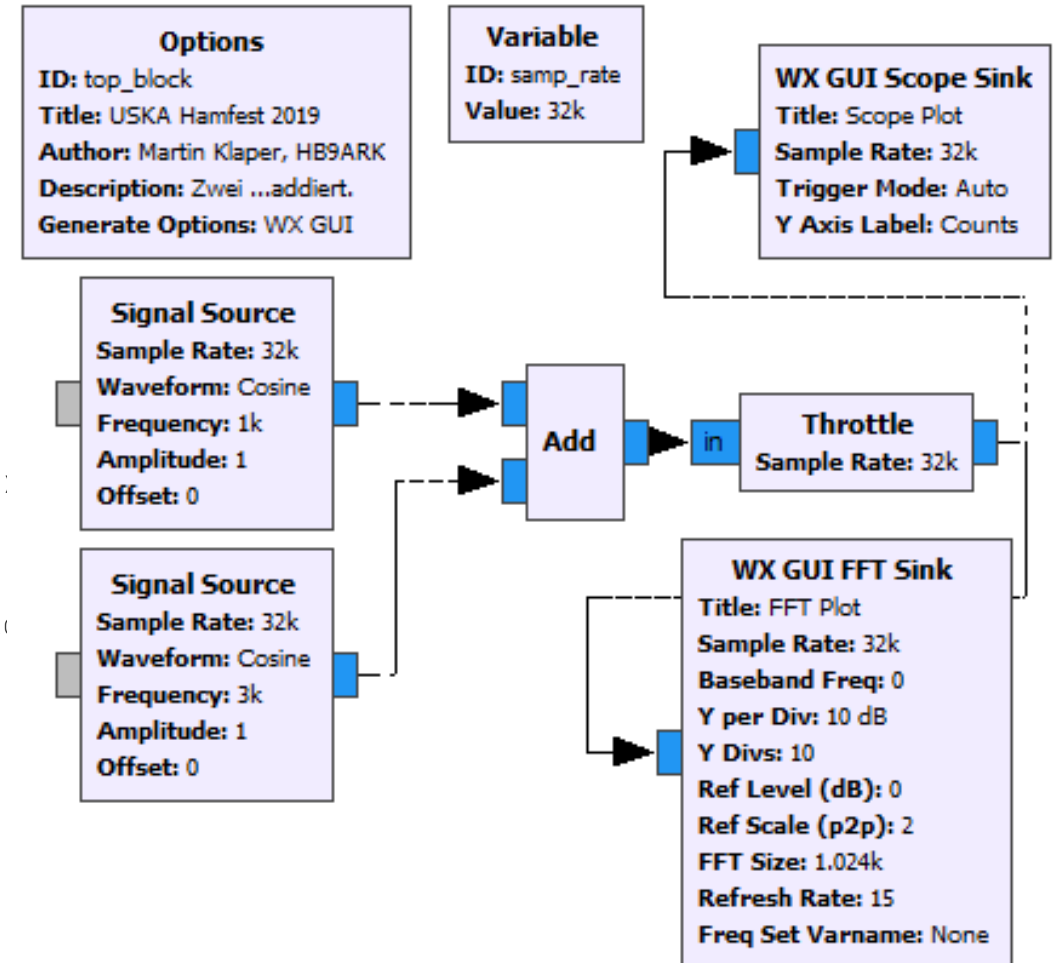 Options
ID: top_block
Title: USKA Hamfest 2019
Author: Martin Klaper, HB9ARK
Description: Zwei ...addiert.
Generate Options: WX GUI
Variable
ID: samp_rate
Value: 32k
WX GUI Scope Sink
Title: Scope Plot
Sample Rate: 32k
Trigger Mode: Auto
Y Axis Label: Counts
Signal Source
Sample Rate: 32k
Waveform: Cosine
Frequency: 1k
Amplitude: 1
Offset: 0
Add
in
Throttle
Sample Rate: 32k
Signal Source
Sample Rate: 32k
Waveform: Cosine
Frequency: 3k
Amplitude: 1
Offset: 0
WX GUI FFT Sink
Title: FFT Plot
Sample Rate: 32k
Baseband Freq: 0
Y per Div: 10 dB
Y Divs: 10
Ref Level (dB): 0
Ref Scale (p2p): 2
FFT Size: 1.024k
Refresh Rate: 15
Freq Set Varname: None